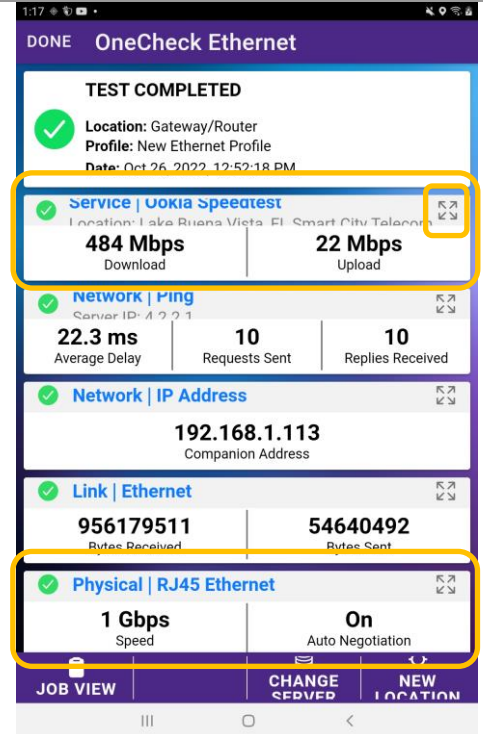 1:17
DONE OneCheck Ethernet
TEST COMPLETED
Location: Gateway/Router
Profile: New Ethernet Profile
Date: Oct 26, 2022, 12:52:18 PM
Service | Ookla Speedtest
Location: Lake Buena Vista, FL Smart City Telecom
484 Mbps 22 Mbps
Download Upload
Network | Ping
Server IP: 4.2.2.1
22.3 ms 10 10
Average Delay Requests Sent Replies Received
Network | IP Address
192.168.1.113
Companion Address
Link | Ethernet
956179511 54640492
Bytes Received Bytes Sent
Physical | RJ45 Ethernet
1 Gbps On
Speed Auto Negotiation
JOB VIEW CHANGE SERVER NEW LOCATION